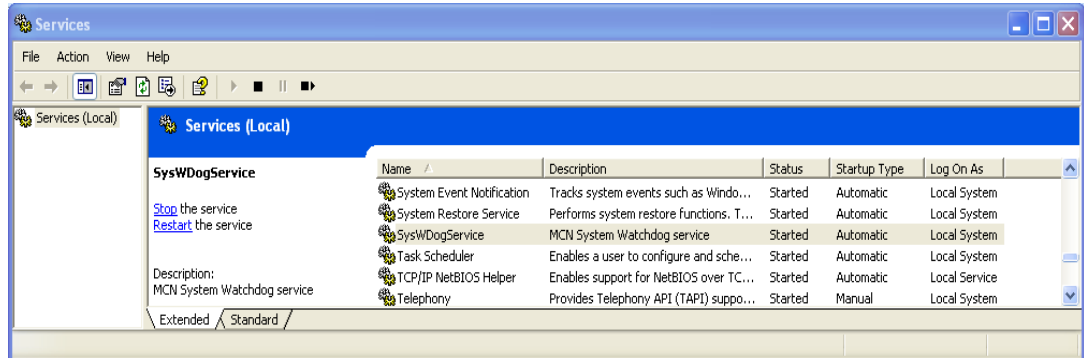 Services
File Action View Help
Services (Local)
Services (Local)
SysWDogService
Stop the service
Restart the service
Description:
MCN System Watchdog service
Name Description Status Startup Type Log On As
System Event Notification Tracks system events such as Windo... Started Automatic Local System
System Restore Service Performs system restore functions. T... Started Automatic Local System
SysWDogService MCN System Watchdog service Started Automatic Local System
Task Scheduler Enables a user to configure and sche... Started Automatic Local System
TCP/IP NetBIOS Helper Enables support for NetBIOS over TC... Started Automatic Local Service
Telephony Provides Telephony API (TAPI) suppo... Started Manual Local System
Extended Standard